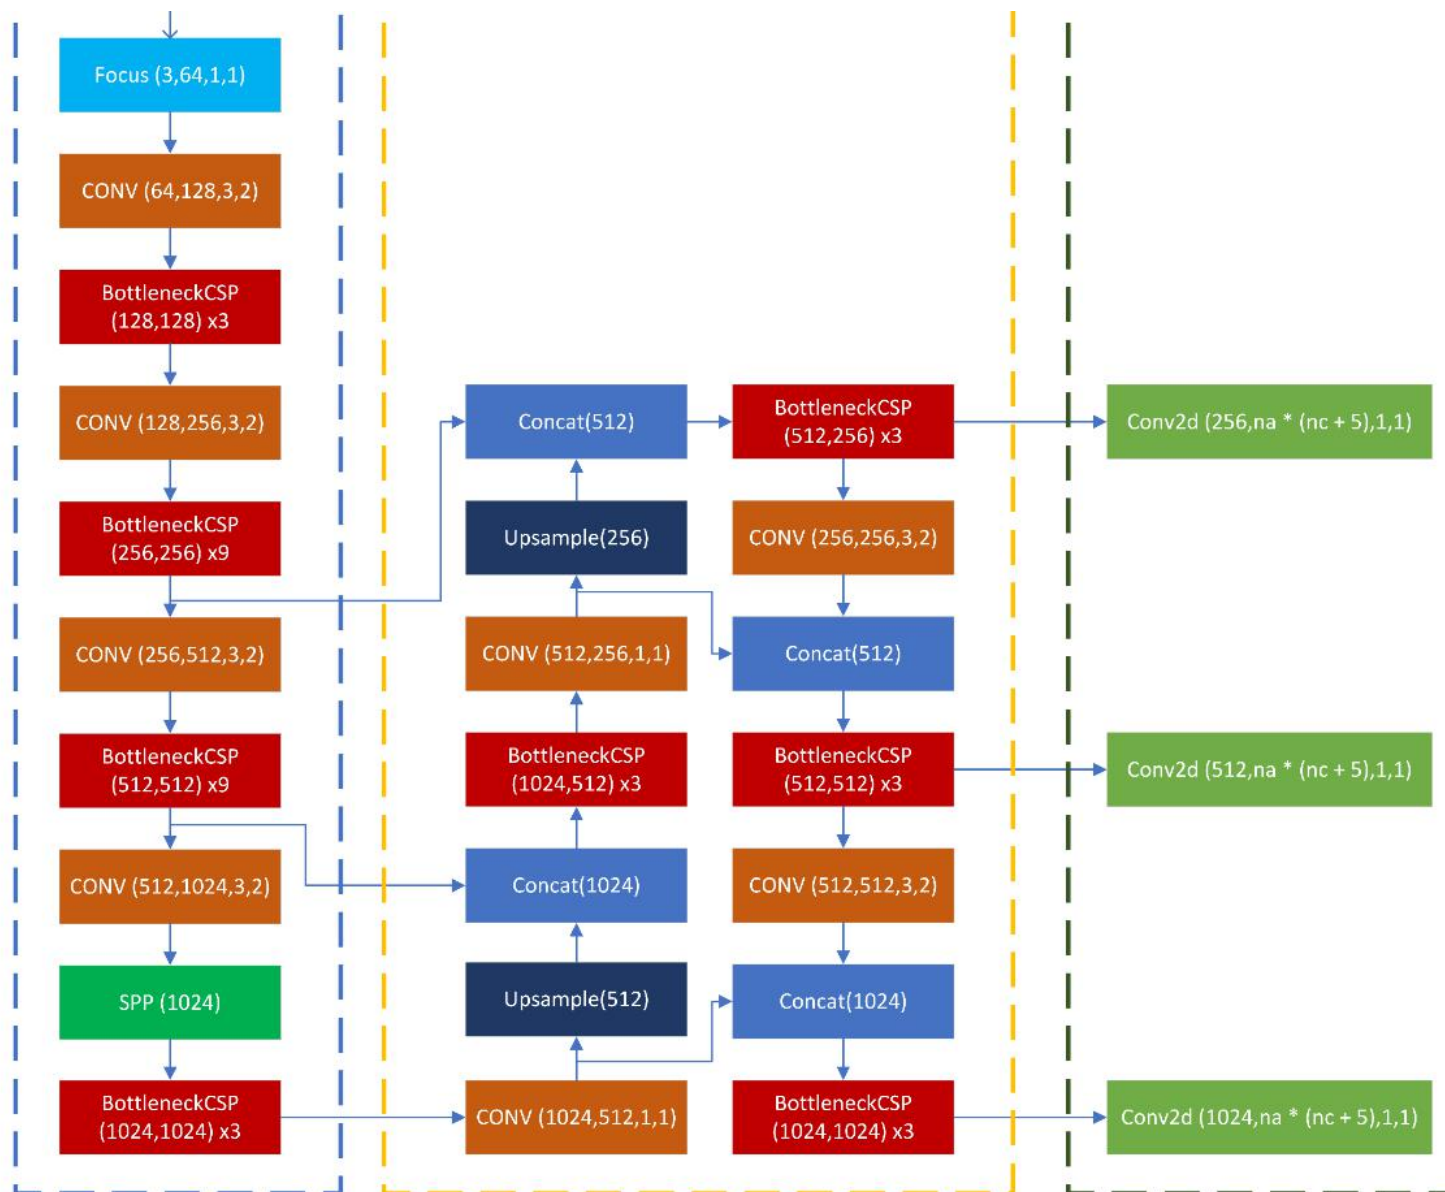 Focus (3,64,1,1)
CONV (64,128,3,2)
BottleneckCSP
(128,128) x3
CONV (128,256,3,2)
BottleneckCSP
(256,256) x9
CONV (256,512,3,2)
BottleneckCSP
(512,512) x9
CONV (512,1024,3,2)
SPP (1024)
BottleneckCSP
(1024,1024) x3
Concat(512)
Upsample(256)
CONV (512,256,1,1)
BottleneckCSP
(1024,512) x3
Concat(1024)
Upsample(512)
CONV (1024,512,1,1)
BottleneckCSP
(512,256) x3
CONV (256,256,3,2)
Concat(512)
BottleneckCSP
(512,512) x3
CONV (512,512,3,2)
Concat(1024)
BottleneckCSP
(1024,1024) x3
Conv2d (256,na * (nc + 5),1,1)
Conv2d (512,na * (nc + 5),1,1)
Conv2d (1024,na * (nc + 5),1,1)